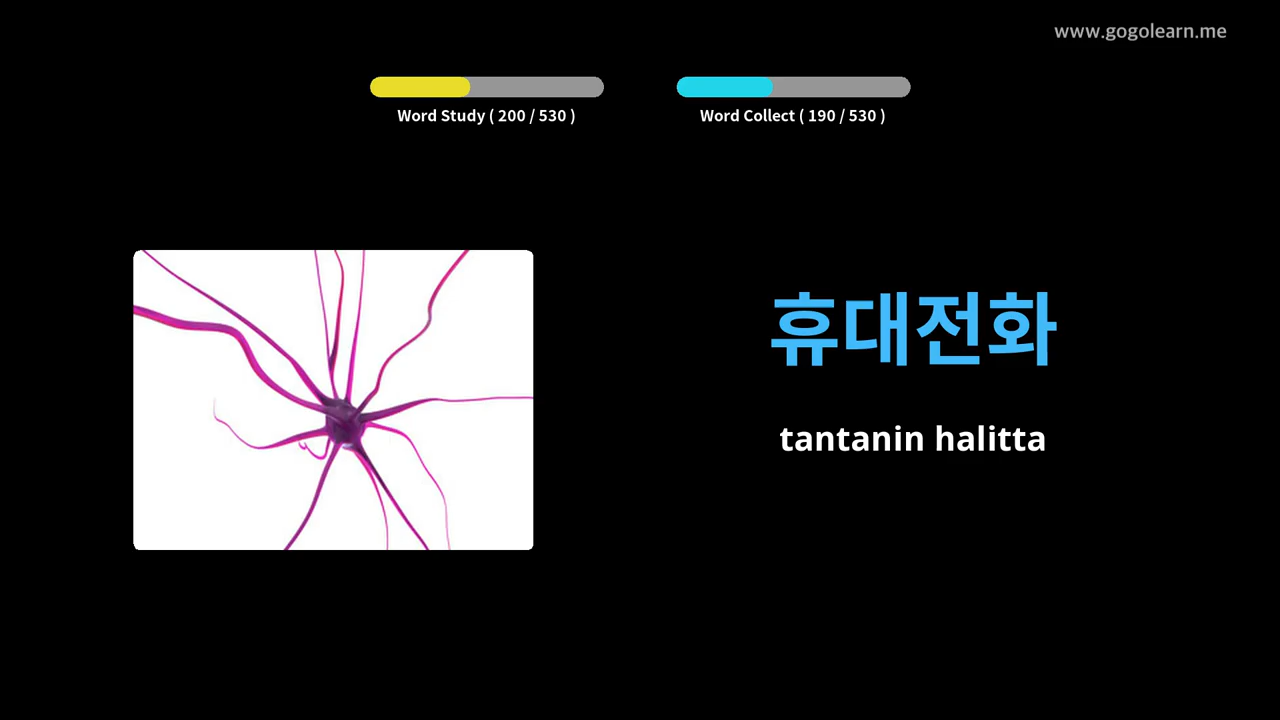 www.gogolearn.me
Word Study ( 200 / 530 )
Word Collect ( 190 / 530 )
휴대전화
tantanin halitta